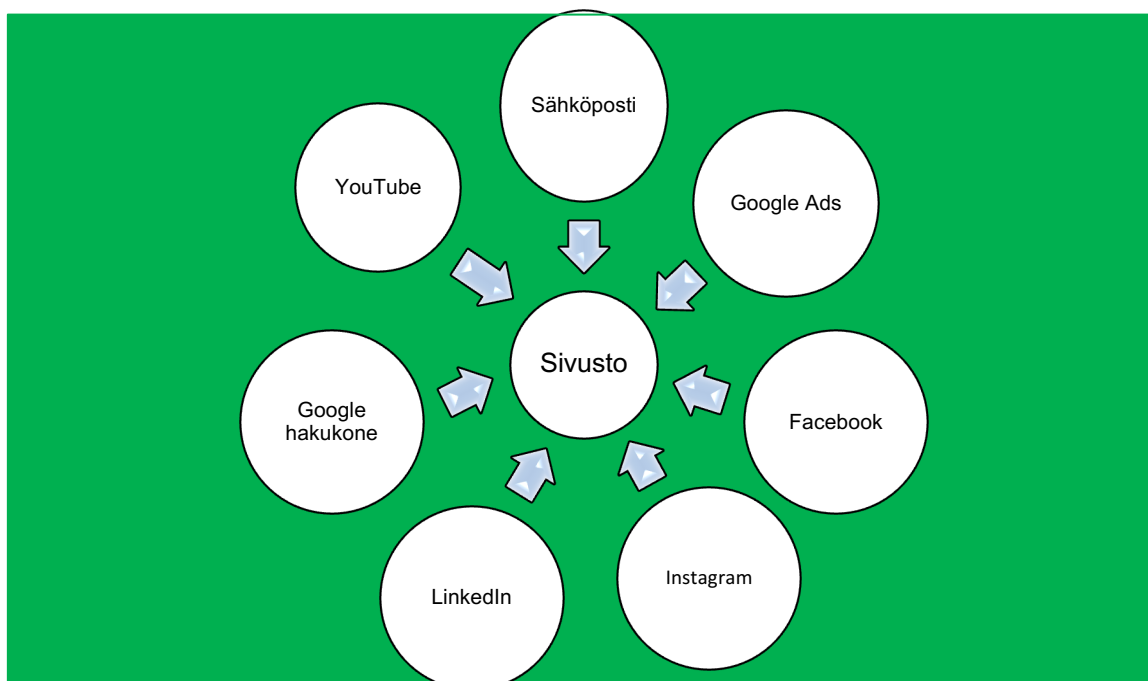 Sähköposti
YouTube
Google Ads
Sivusto
Google
hakukone
Facebook
LinkedIn
Instagram